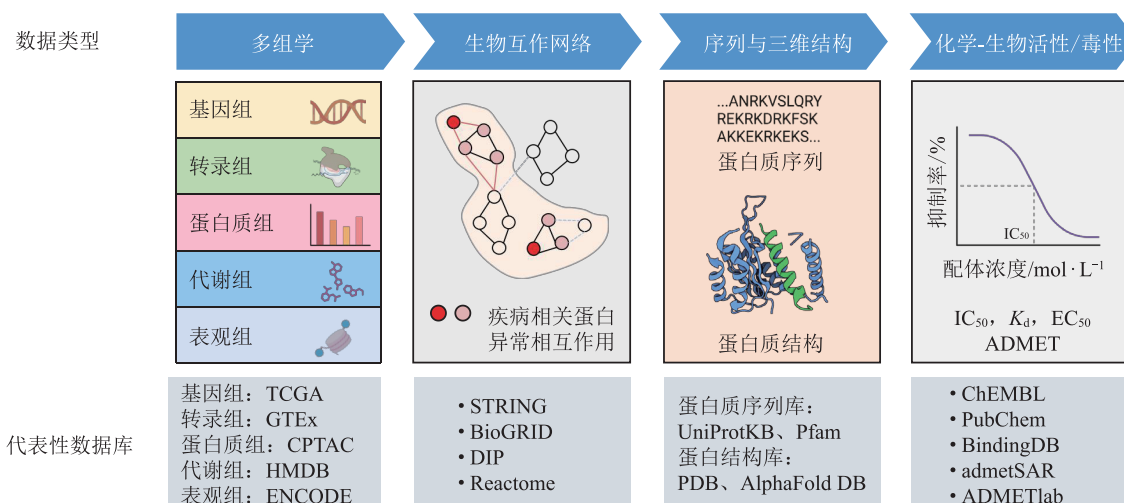 数据类型
多组学
生物互作网络
序列与三维结构
化学-生物活性/毒性
基因组
转录组
蛋白质组
代谢组
表观组
疾病相关蛋白
异常相互作用
...ANRKVSLQRY
REKRKDRKFSK
AKKEKRKEKS...
蛋白质序列
蛋白质结构
抑制率/%
IC₅₀
配体浓度/mol·L⁻¹
IC₅₀，K_d，EC₅₀
ADMET
代表性数据库
基因组：TCGA
转录组：GTEx
蛋白质组：CPTAC
代谢组：HMDB
表观组：ENCODE
• STRING
• BioGRID
• DIP
• Reactome
蛋白质序列库：
UniProtKB、Pfam
蛋白结构库：
PDB、AlphaFold DB
• ChEMBL
• PubChem
• BindingDB
• admetSAR
• ADMETlab